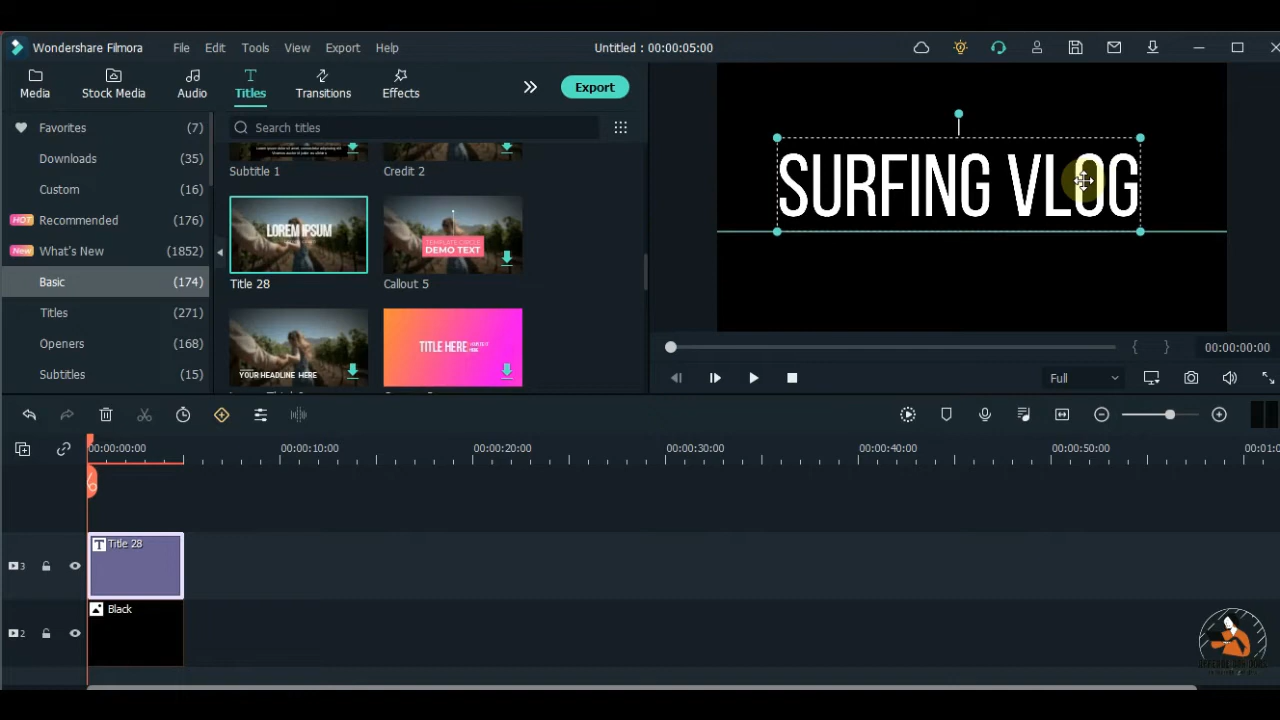 Wondershare Filmora File Edit Tools View Export Help Untitled : 00:00:05:00
Media Stock Media Audio Titles Transitions Effects Export
Favorites (7)
Downloads (35)
Custom (16)
HOT Recommended (176)
New What's New (1852)
Basic (174)
Titles (271)
Openers (168)
Subtitles (15)
Search titles
Subtitle 1 Credit 2
LOREM IPSUM
DEMO TEXT
Title 28 Callout 5
YOUR HEADLINE HERE
TITLE HERE
SURFING VLOG
00:00:00:00
Full
00:00:00:00 00:00:10:00 00:00:20:00 00:00:30:00 00:00:40:00 00:00:50:00
3 T Title 28
2 Black